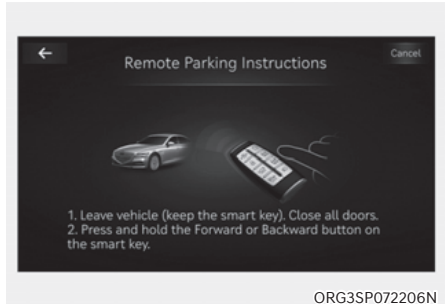 Cancel
Remote Parking Instructions
1. Leave vehicle (keep the smart key). Close all doors.
2. Press and hold the Forward or Backward button on
the smart key.
ORG3SP072206N